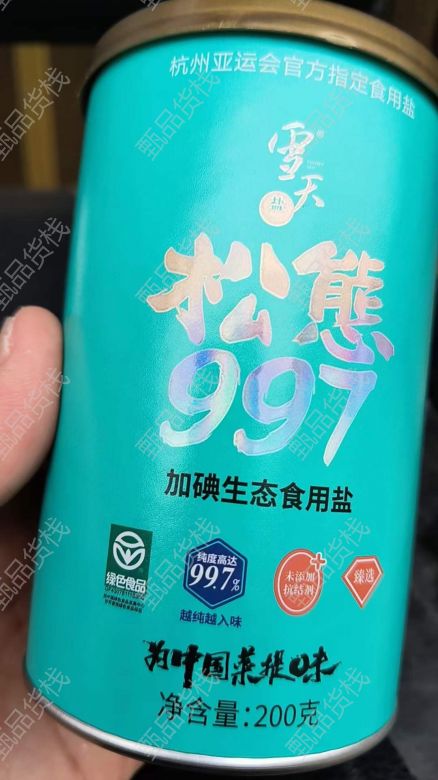 杭州亚运会官方指定食用盐
雪天
盐
松態
997
加碘生态食用盐
绿色食品
纯度高达
99.7%
越纯越入味
未添加
抗结剂
臻选
为中国菜提味
净含量:200克
甄品货栈